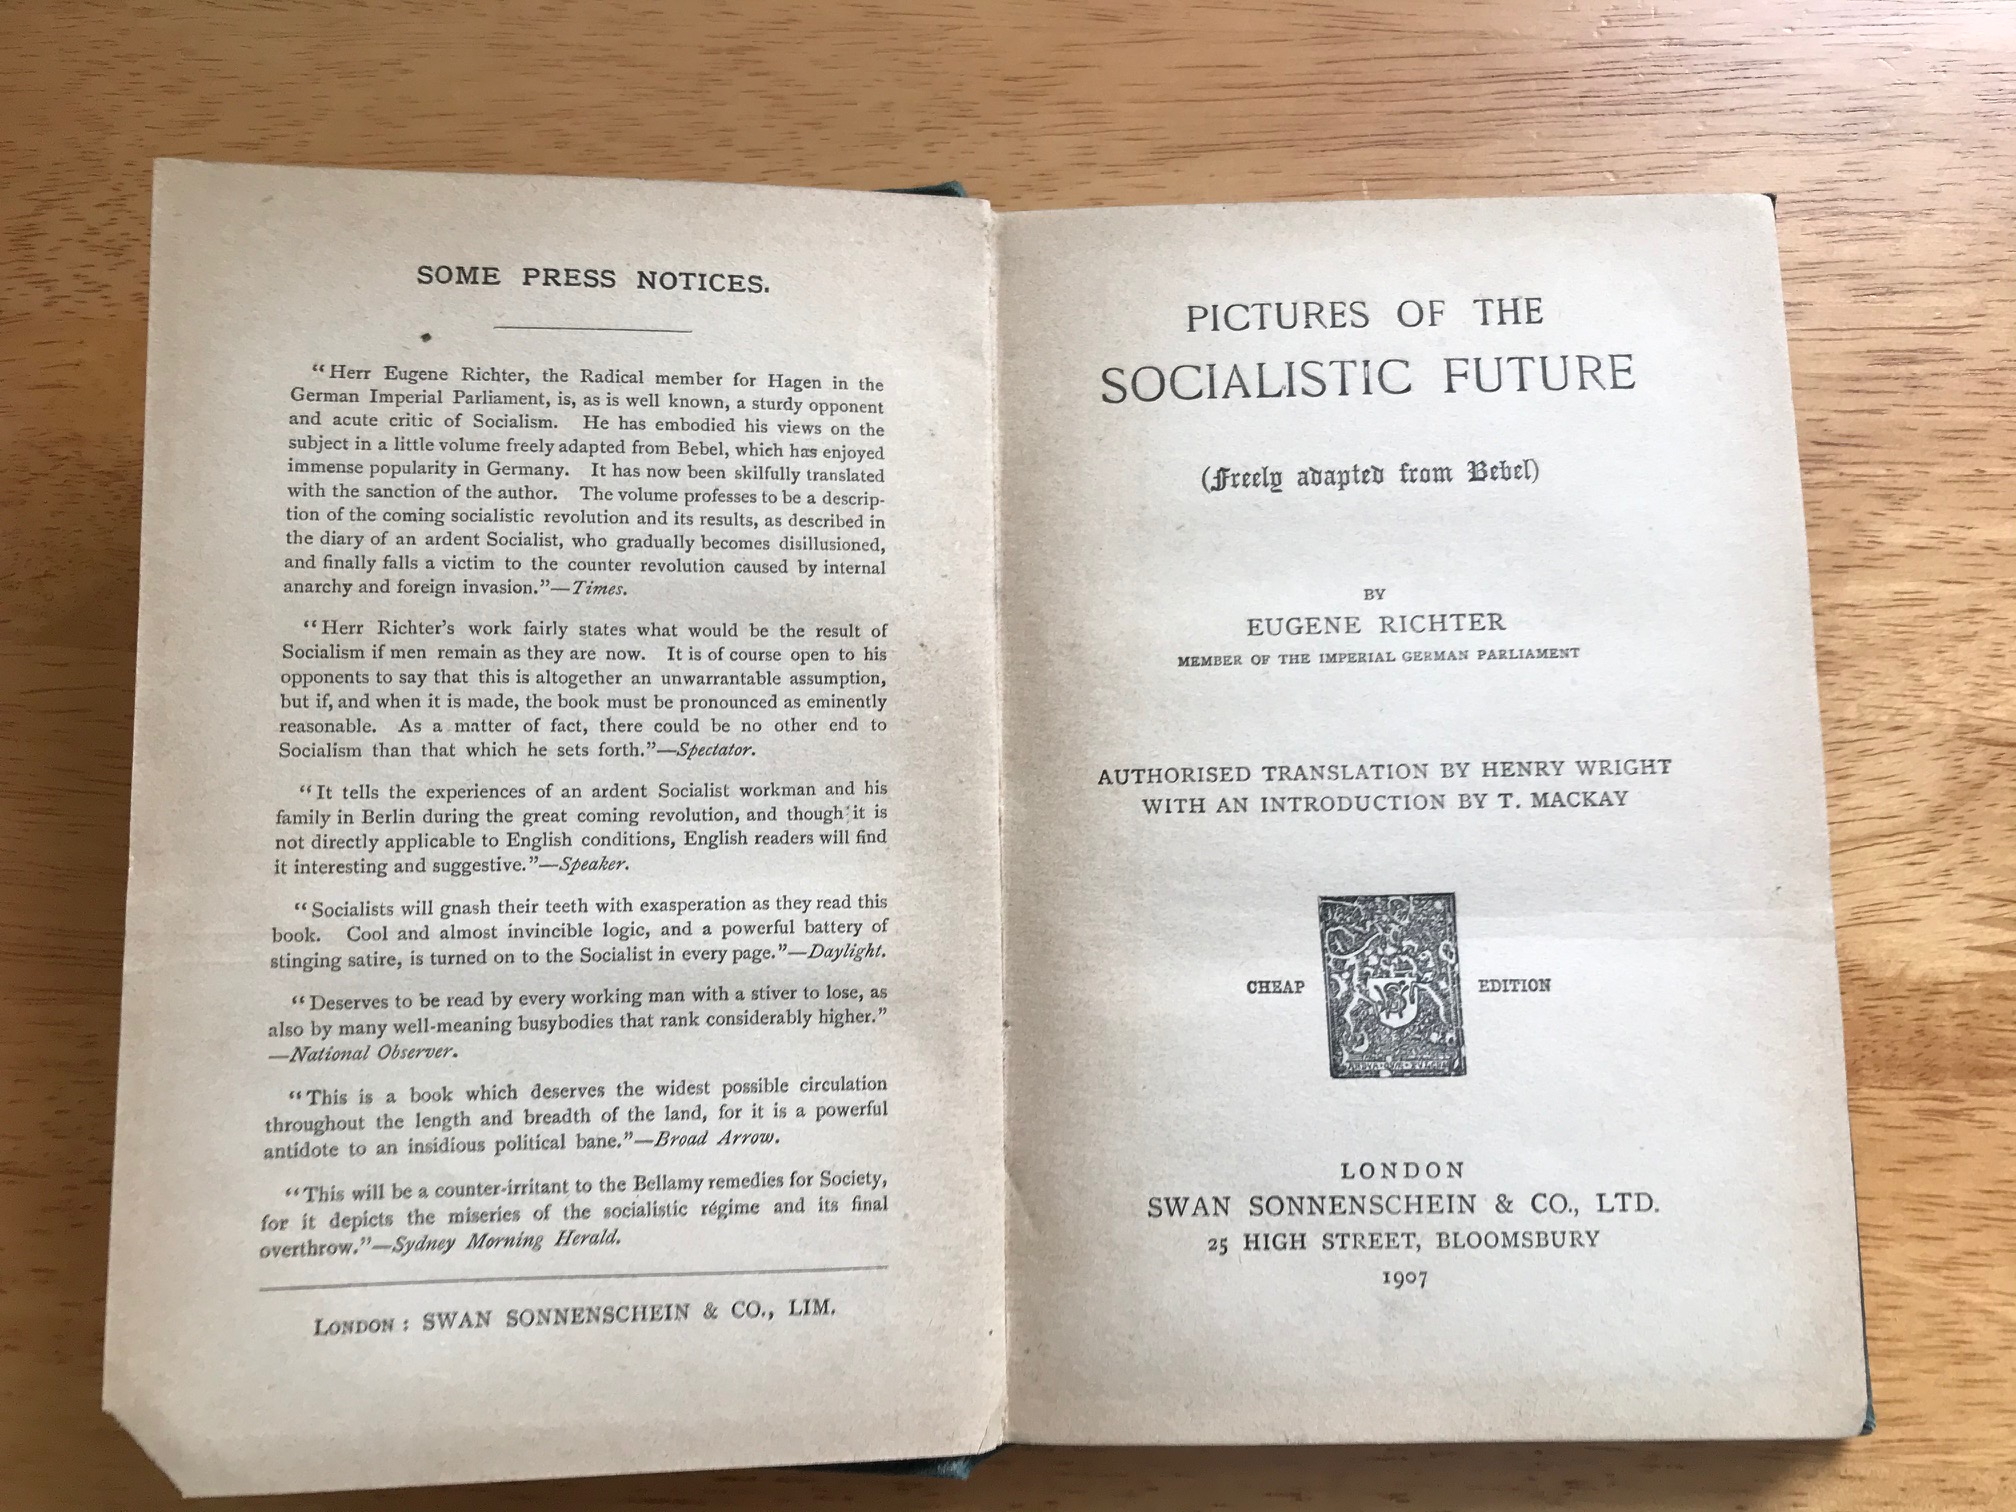 SOME PRESS NOTICES.
“Herr Eugene Richter, the Radical member for Hagen in the
German Imperial Parliament, is, as is well known, a sturdy opponent
and acute critic of Socialism. He has embodied his views on the
subject in a little volume freely adapted from Bebel, which has enjoyed
immense popularity in Germany. It has now been skilfully translated
with the sanction of the author. The volume professes to be a descrip-
tion of the coming socialistic revolution and its results, as described in
the diary of an ardent Socialist, who gradually becomes disillusioned,
and finally falls a victim to the counter revolution caused by internal
anarchy and foreign invasion.”—Times.
“Herr Richter’s work fairly states what would be the result of
Socialism if men remain as they are now. It is of course open to his
opponents to say that this is altogether an unwarrantable assumption,
but if, and when it is made, the book must be pronounced as eminently
reasonable. As a matter of fact, there could be no other end to
Socialism than that which he sets forth.”—Spectator.
“It tells the experiences of an ardent Socialist workman and his
family in Berlin during the great coming revolution, and though it is
not directly applicable to English conditions, English readers will find
it interesting and suggestive.”—Speaker.
“Socialists will gnash their teeth with exasperation as they read this
book. Cool and almost invincible logic, and a powerful battery of
stinging satire, is turned on to the Socialist in every page.”—Daylight.
“Deserves to be read by every working man with a stiver to lose, as
also by many well-meaning busybodies that rank considerably higher.”
—National Observer.
“This is a book which deserves the widest possible circulation
throughout the length and breadth of the land, for it is a powerful
antidote to an insidious political bane.”—Broad Arrow.
“This will be a counter-irritant to the Bellamy remedies for Society,
for it depicts the miseries of the socialistic régime and its final
overthrow.”—Sydney Morning Herald.
LONDON: SWAN SONNENSCHEIN & CO., LIM.
PICTURES OF THE
SOCIALISTIC FUTURE
(Freely adapted from Bebel)
BY
EUGENE RICHTER
MEMBER OF THE IMPERIAL GERMAN PARLIAMENT
AUTHORISED TRANSLATION BY HENRY WRIGHT
WITH AN INTRODUCTION BY T. MACKAY
CHEAP EDITION
LONDON
SWAN SONNENSCHEIN & CO., LTD.
25 HIGH STREET, BLOOMSBURY
1907